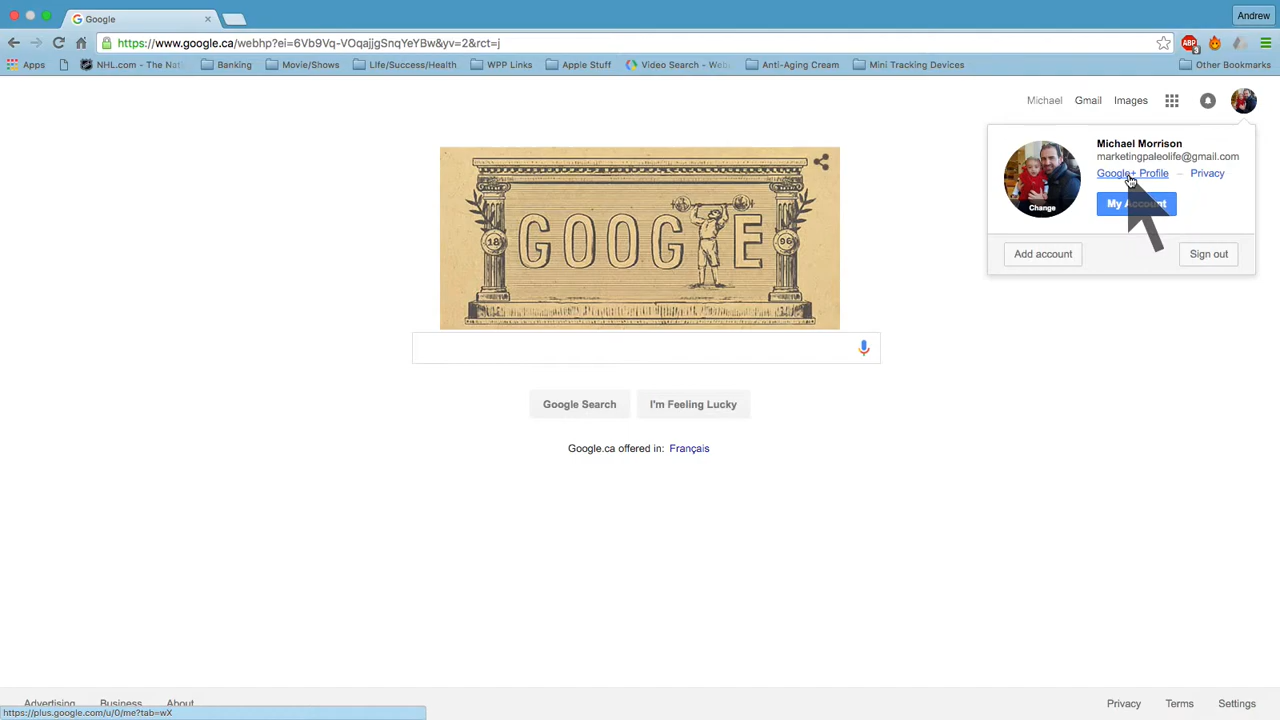 Google
Andrew
https://www.google.ca/webhp?ei=6Vb9Vq-VOqajjgSnqYeYBw&yv=2&rct=j
ABP
3
Apps
NHL.com - The Nat
Banking
Movie/Shows
LIfe/Success/Health
WPP Links
Apple Stuff
Video Search - Web
Anti-Aging Cream
Mini Tracking Devices
Other Bookmarks
Michael Gmail Images
Michael Morrison
marketingpaleolife@gmail.com
Google+ Profile – Privacy
Change
My Account
Add account
Sign out
18 GOOGLE 96
Google Search
I'm Feeling Lucky
Google.ca offered in: Français
Advertising Business About
Privacy Terms Settings
https://plus.google.com/u/0/me?tab=wX